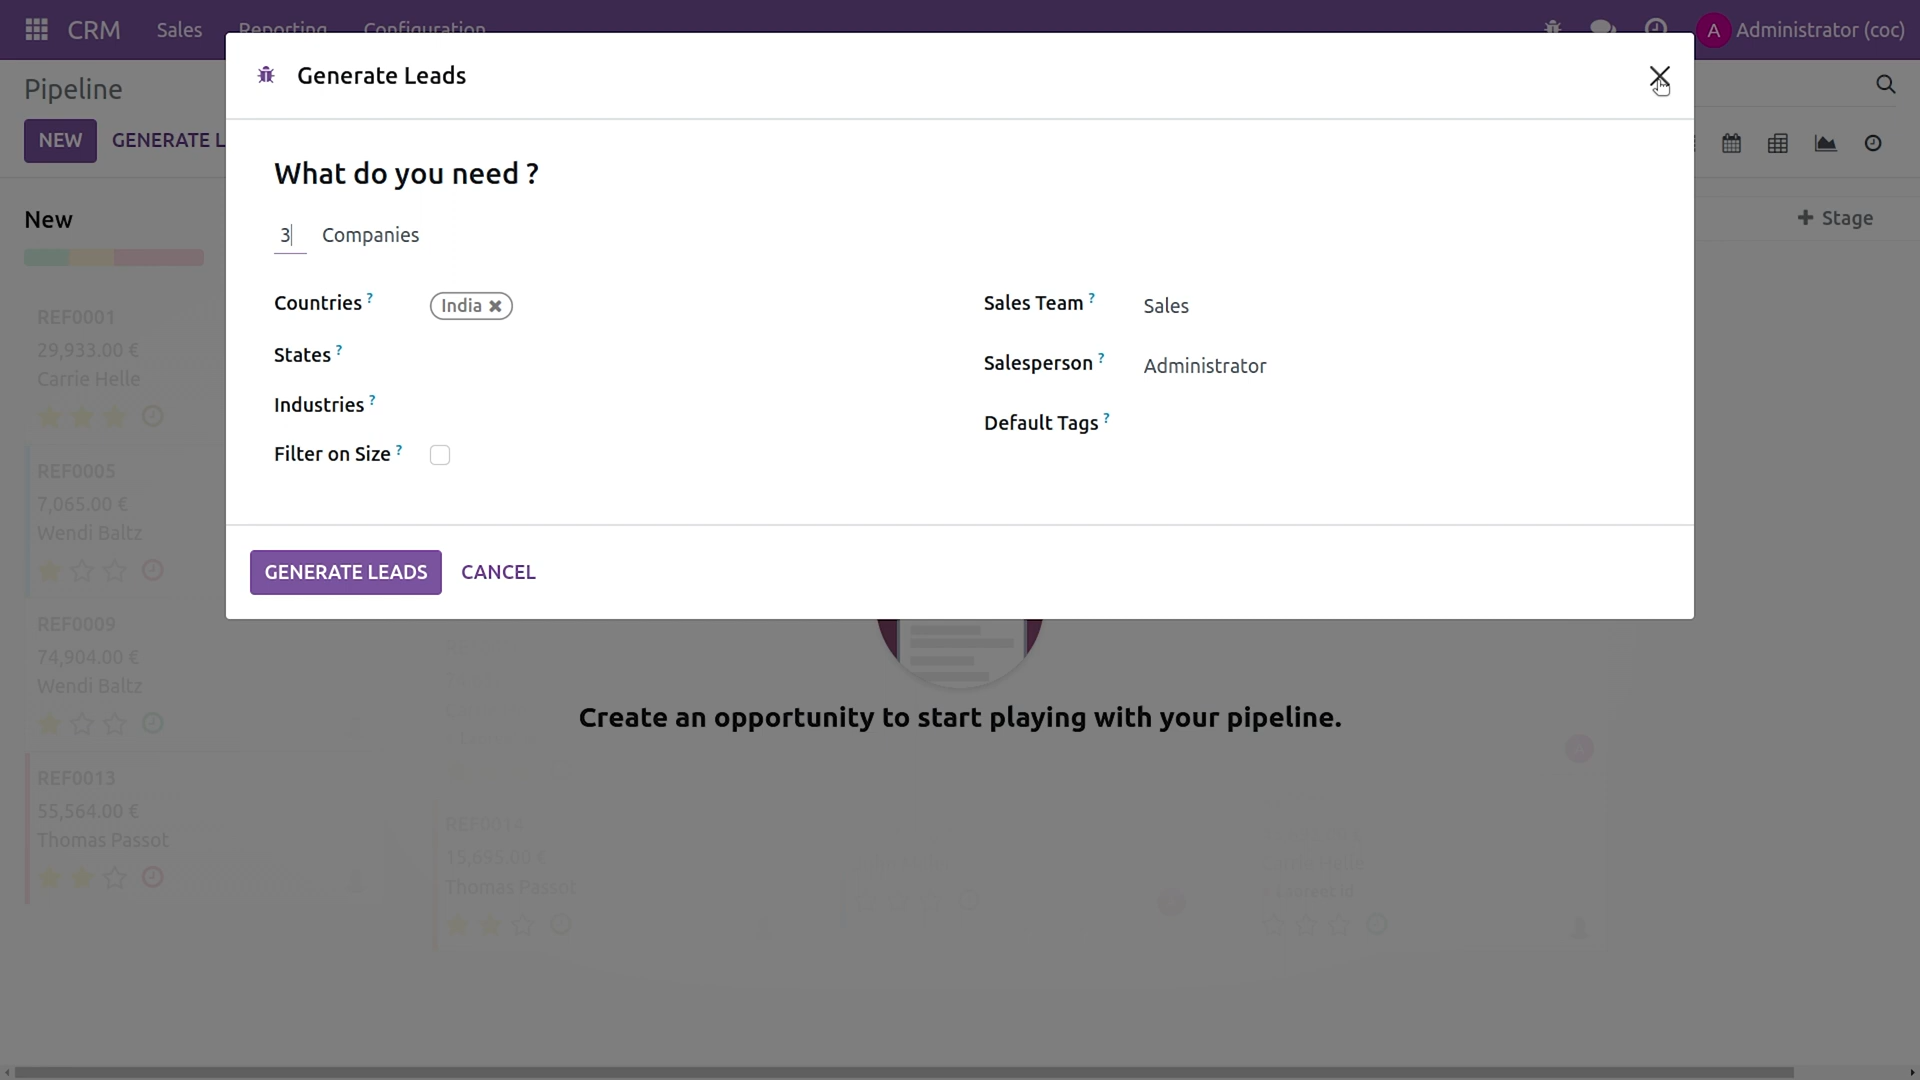 CRM Sales Reporting Configuration A Administrator (coc)
Pipeline
NEW GENERATE L
Generate Leads
What do you need ?
3 Companies
Countries ? India Sales Team ? Sales
States ? Salesperson ? Administrator
Industries ? Default Tags ?
Filter on Size ?
GENERATE LEADS CANCEL
New
+ Stage
REF0001
29,933.00 €
Carrie Helle
REF0005
7,065.00 €
Wendi Baltz
REF0009
74,904.00 €
Wendi Baltz
REF0013
55,564.00 €
Thomas Passot
Create an opportunity to start playing with your pipeline.
REF0014
15,695.00 €
Thomas Passot
Carrie Helle